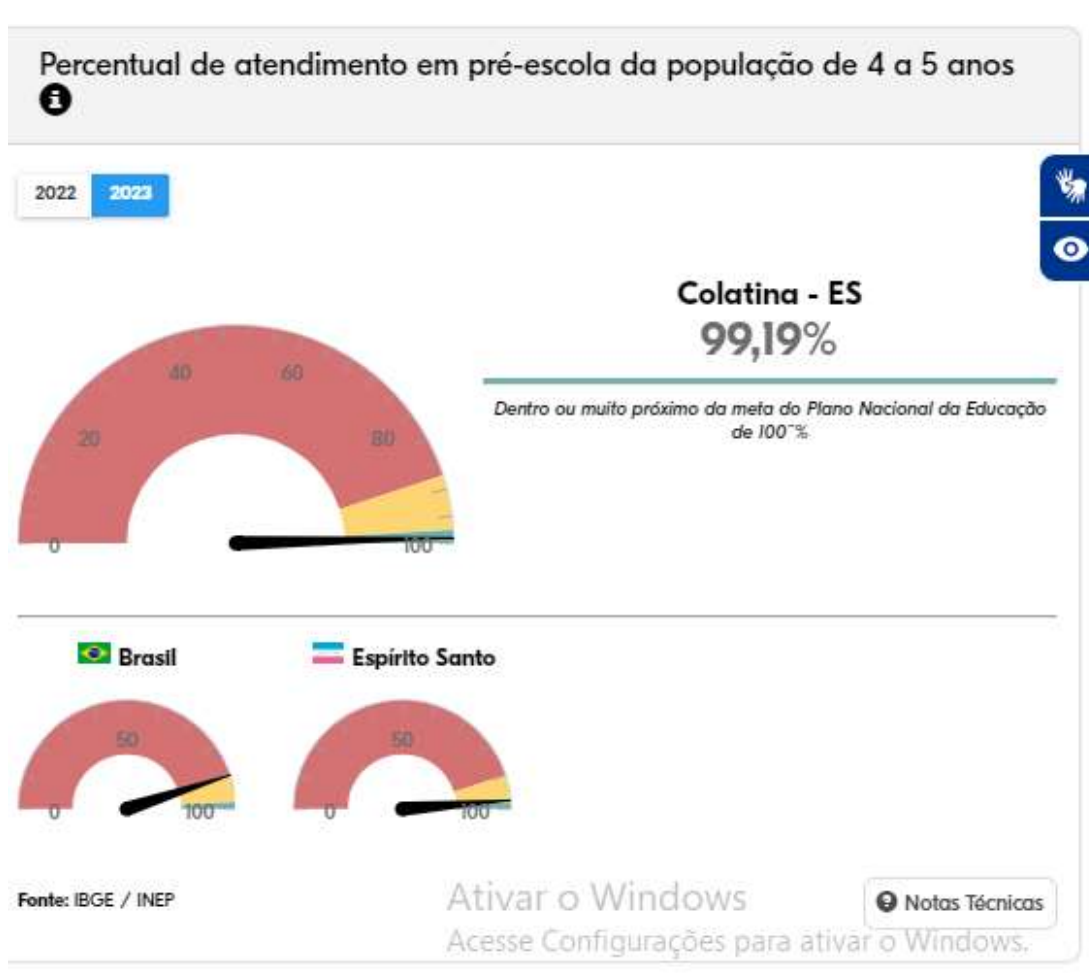 Percentual de atendimento em pré-escola da população de 4 a 5 anos
2022 2023
Colatina - ES
99,19%
Dentro ou muito próximo da meta do Plano Nacional da Educação
de 100~%
40 60
20 80
0 100
Brasil Espírito Santo
50 50
0 100 0 100
Fonte: IBGE / INEP
Notas Técnicas
Ativar o Windows
Acesse Configurações para ativar o Windows.